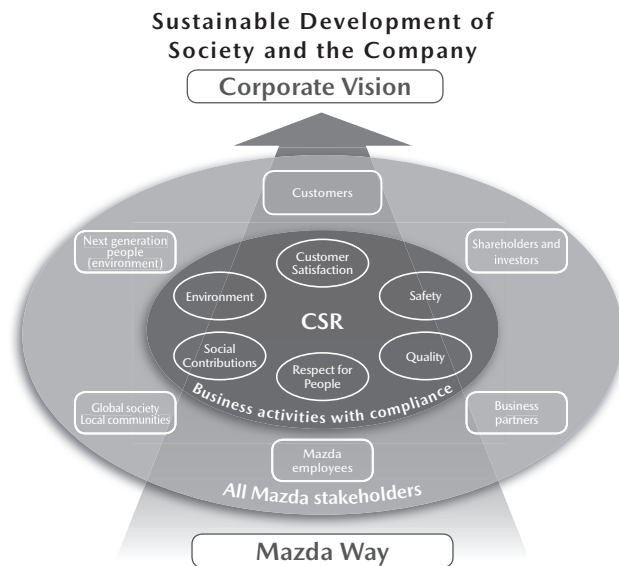 Sustainable Development of
Society and the Company
Corporate Vision
Customers
Next generation
people
(environment)
Shareholders and
investors
Customer
Satisfaction
Environment
Safety
CSR
Social
Contributions
Quality
Respect for
People
Business activities with compliance
Global society
Local communities
Business
partners
Mazda
employees
All Mazda stakeholders
Mazda Way